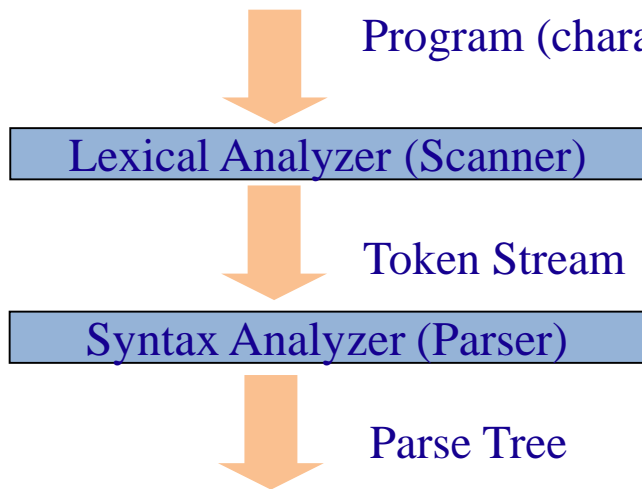 Program (chara
Lexical Analyzer (Scanner)
Token Stream
Syntax Analyzer (Parser)
Parse Tree